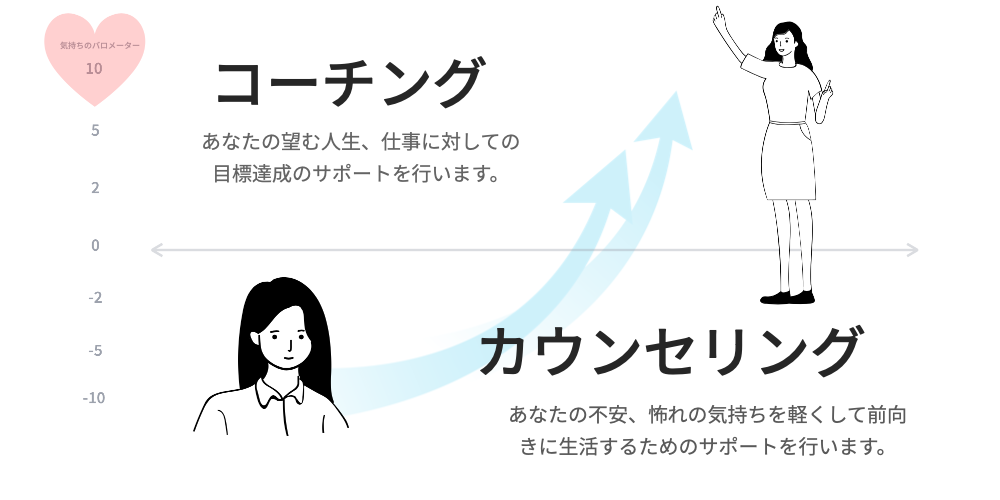 気持ちのバロメーター
10
5
2
0
-2
-5
-10
コーチング
あなたの望む人生、仕事に対しての
目標達成のサポートを行います。
カウンセリング
あなたの不安、怖れの気持ちを軽くして前向
きに生活するためのサポートを行います。